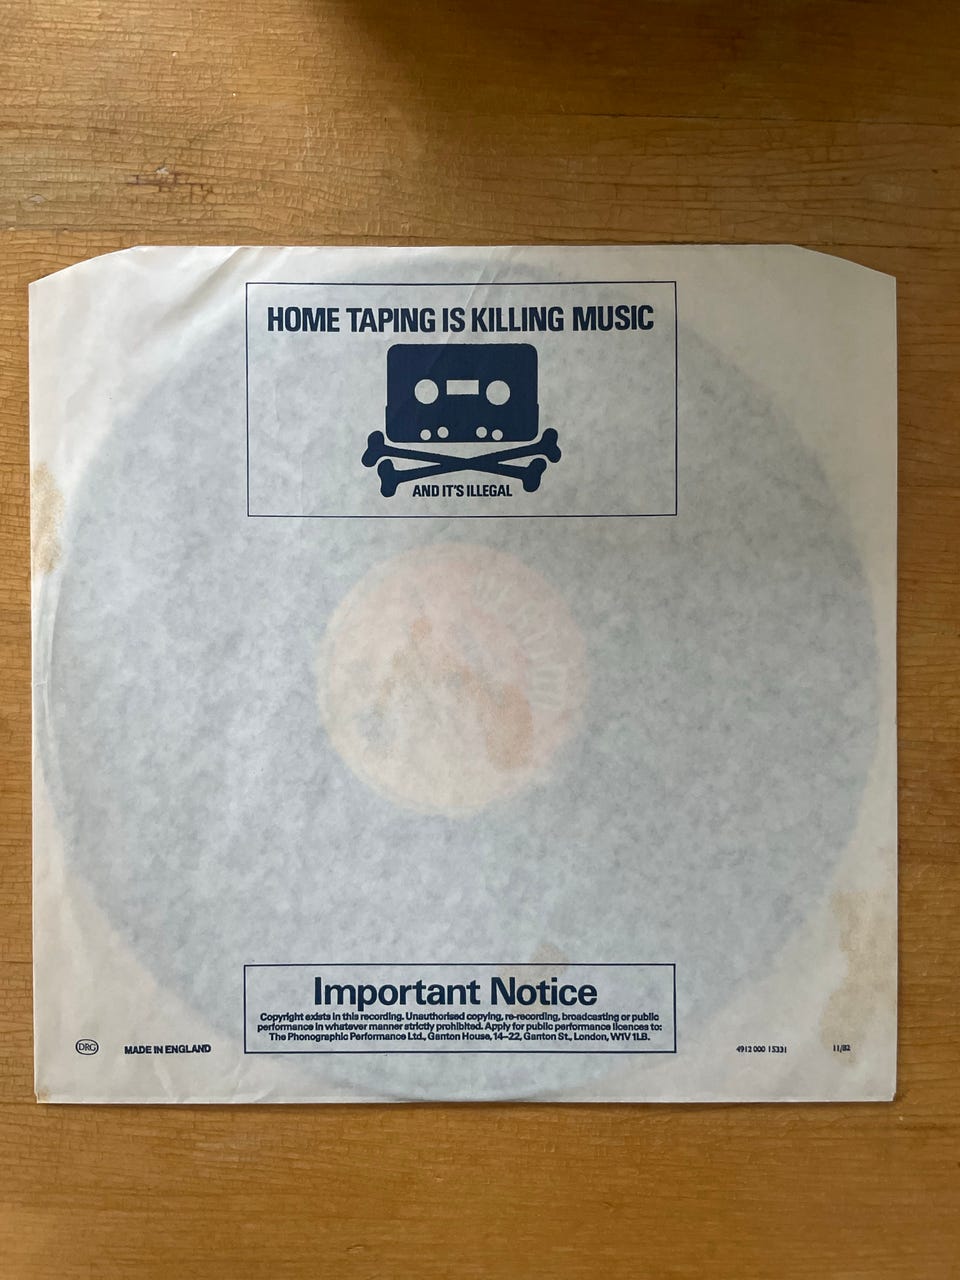 HOME TAPING IS KILLING MUSIC
AND IT'S ILLEGAL
Important Notice
Copyright exists in this recording. Unauthorised copying, re-recording, broadcasting or public
performance in whatever manner strictly prohibited. Apply for public performance licences to:
The Phonographic Performance Ltd., Ganton House, 14–22, Ganton St., London, W1V 1LB.
DRG
MADE IN ENGLAND
4912 000 15331
11/82